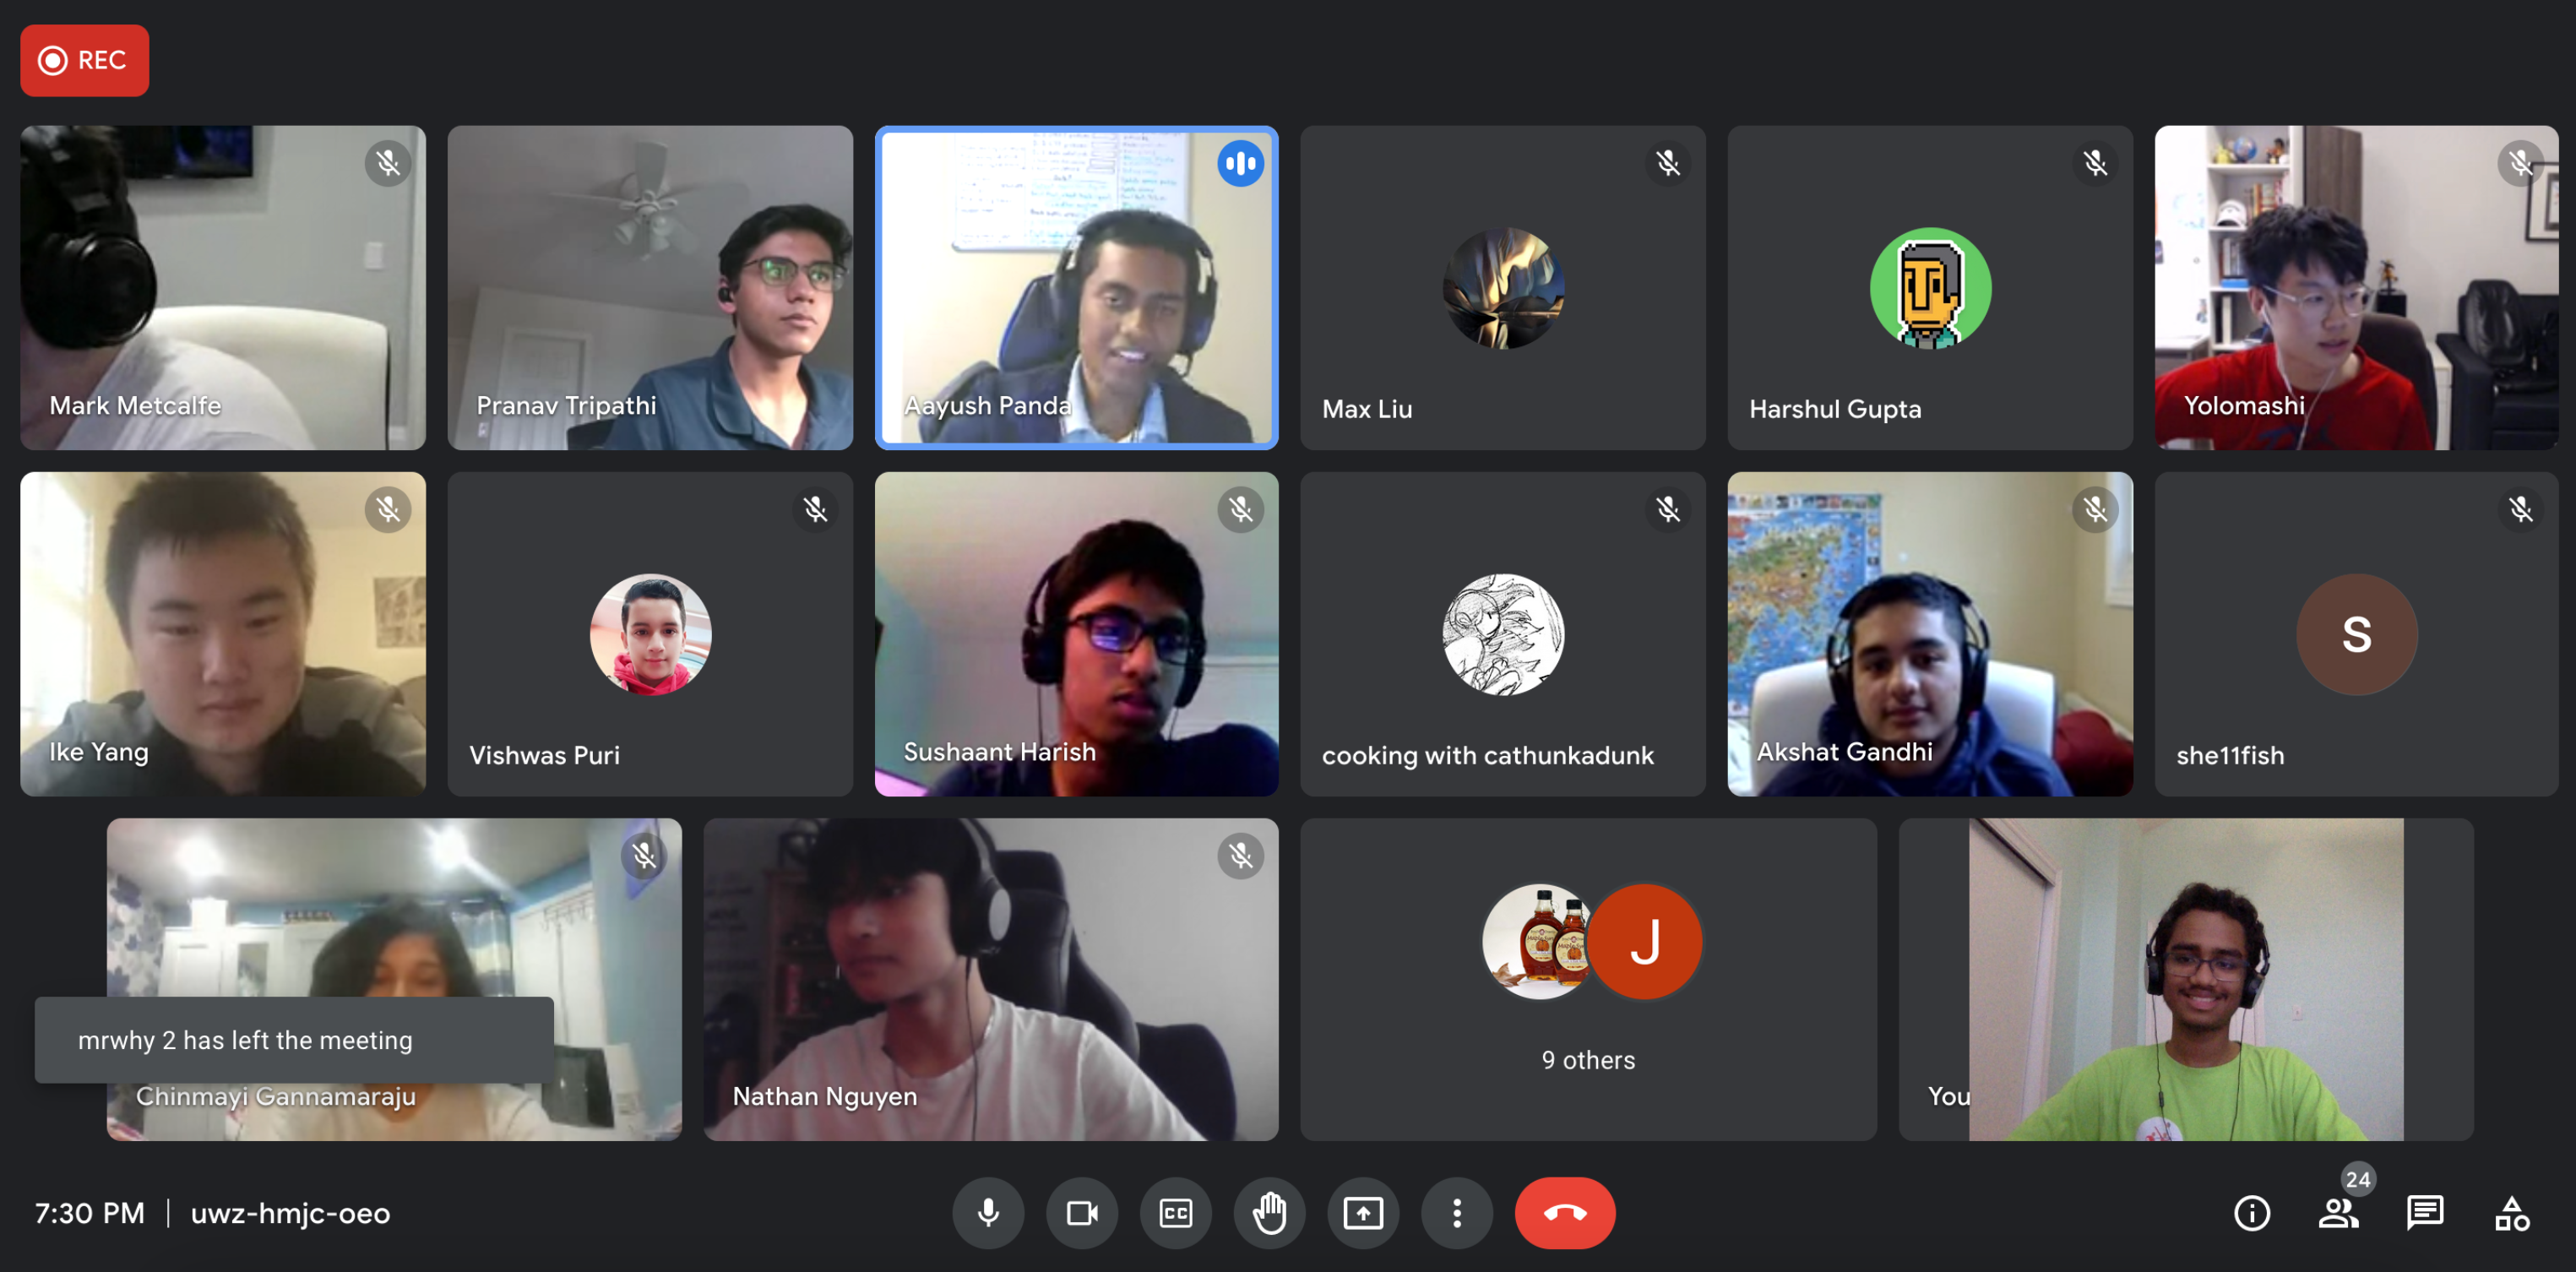 REC
Mark Metcalfe
Pranav Tripathi
Aayush Panda
Max Liu
Harshul Gupta
Yolomashi
Ike Yang
Vishwas Puri
Sushaant Harish
cooking with cathunkadunk
Akshat Gandhi
S
she11fish
mrwhy 2 has left the meeting
Chinmayi Gannamaraju
Nathan Nguyen
J
9 others
You
7:30 PM | uwz-hmjc-oeo
CC
24